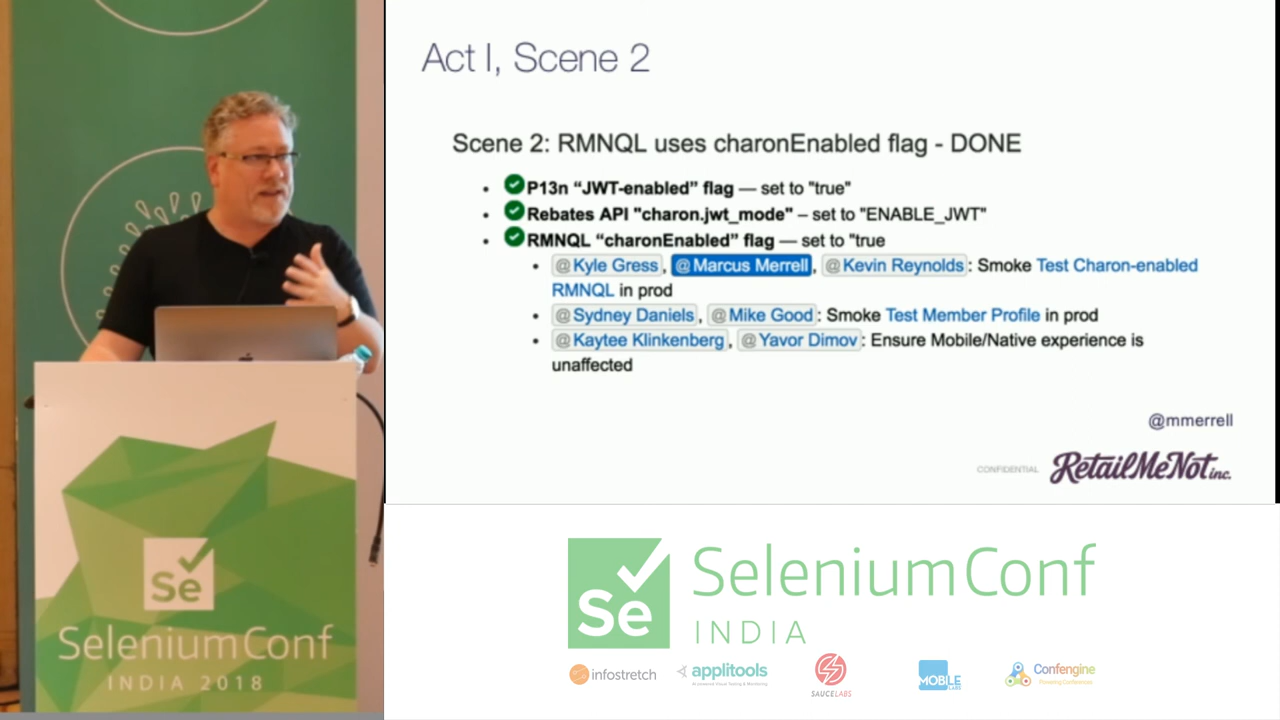 Act I, Scene 2
Scene 2: RMNQL uses charonEnabled flag - DONE
• P13n “JWT-enabled” flag — set to "true"
• Rebates API "charon.jwt_mode" – set to "ENABLE_JWT"
• RMNQL “charonEnabled” flag — set to "true
• @Kyle Gress, @Marcus Merrell, @Kevin Reynolds: Smoke Test Charon-enabled
RMNQL in prod
• @Sydney Daniels, @Mike Good: Smoke Test Member Profile in prod
• @Kaytee Klinkenberg, @Yavor Dimov: Ensure Mobile/Native experience is
unaffected
@mmerrell
CONFIDENTIAL RetailMeNot inc.
Se
SeleniumConf
INDIA 2018
Se
SeleniumConf
INDIA
infostretch
applitools
SAUCELABS
MOBILE
LABS
Confengine